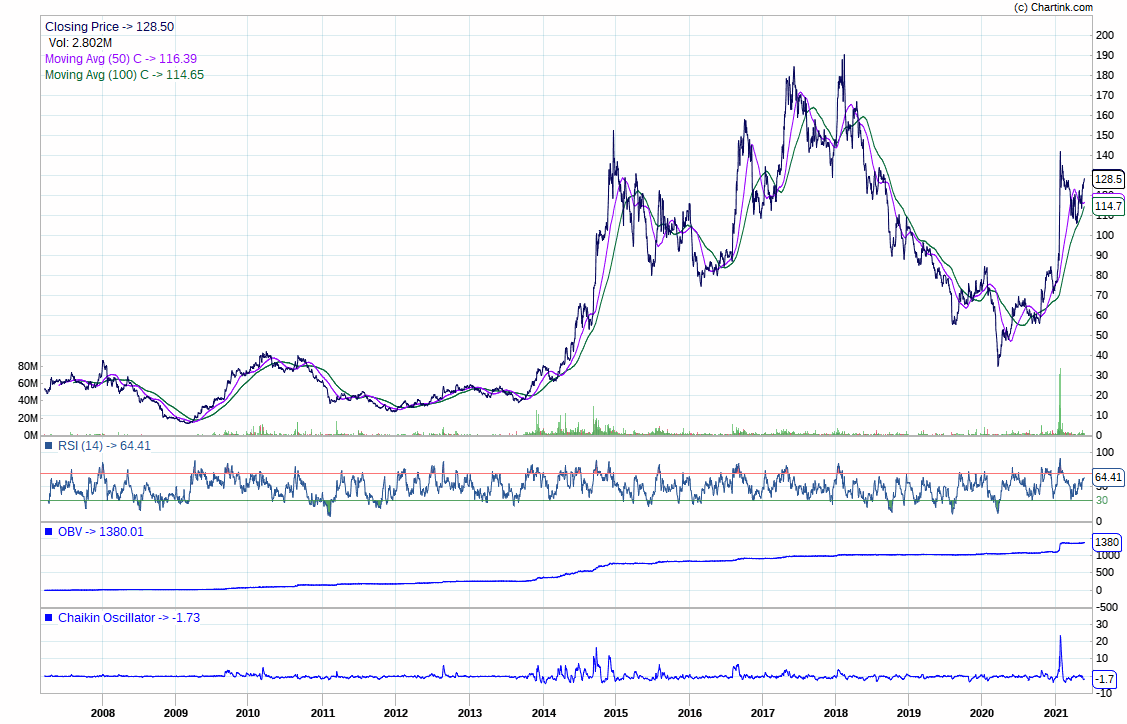 (c) Chartink.com
Closing Price -> 128.50
Vol: 2.802M
Moving Avg (50) C -> 116.39
Moving Avg (100) C -> 114.65
200
190
180
170
160
150
140
128.5
114.7
100
90
80
70
60
50
40
30
20
10
0
80M
60M
40M
20M
0M
RSI (14) -> 64.41
100
64.41
30
0
OBV -> 1380.01
1380
1000
500
0
-500
Chaikin Oscillator -> -1.73
30
20
10
-1.7
-10
2008 2009 2010 2011 2012 2013 2014 2015 2016 2017 2018 2019 2020 2021